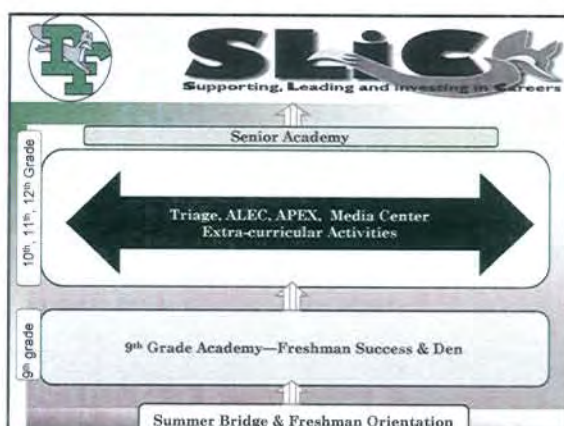 SLiC
Supporting, Leading and Investing in Careers
Senior Academy
10th, 11th, 12th Grade
Triage, ALEC, APEX, Media Center
Extra-curricular Activities
9th grade
9th Grade Academy—Freshman Success & Den
Summer Bridge & Freshman Orientation